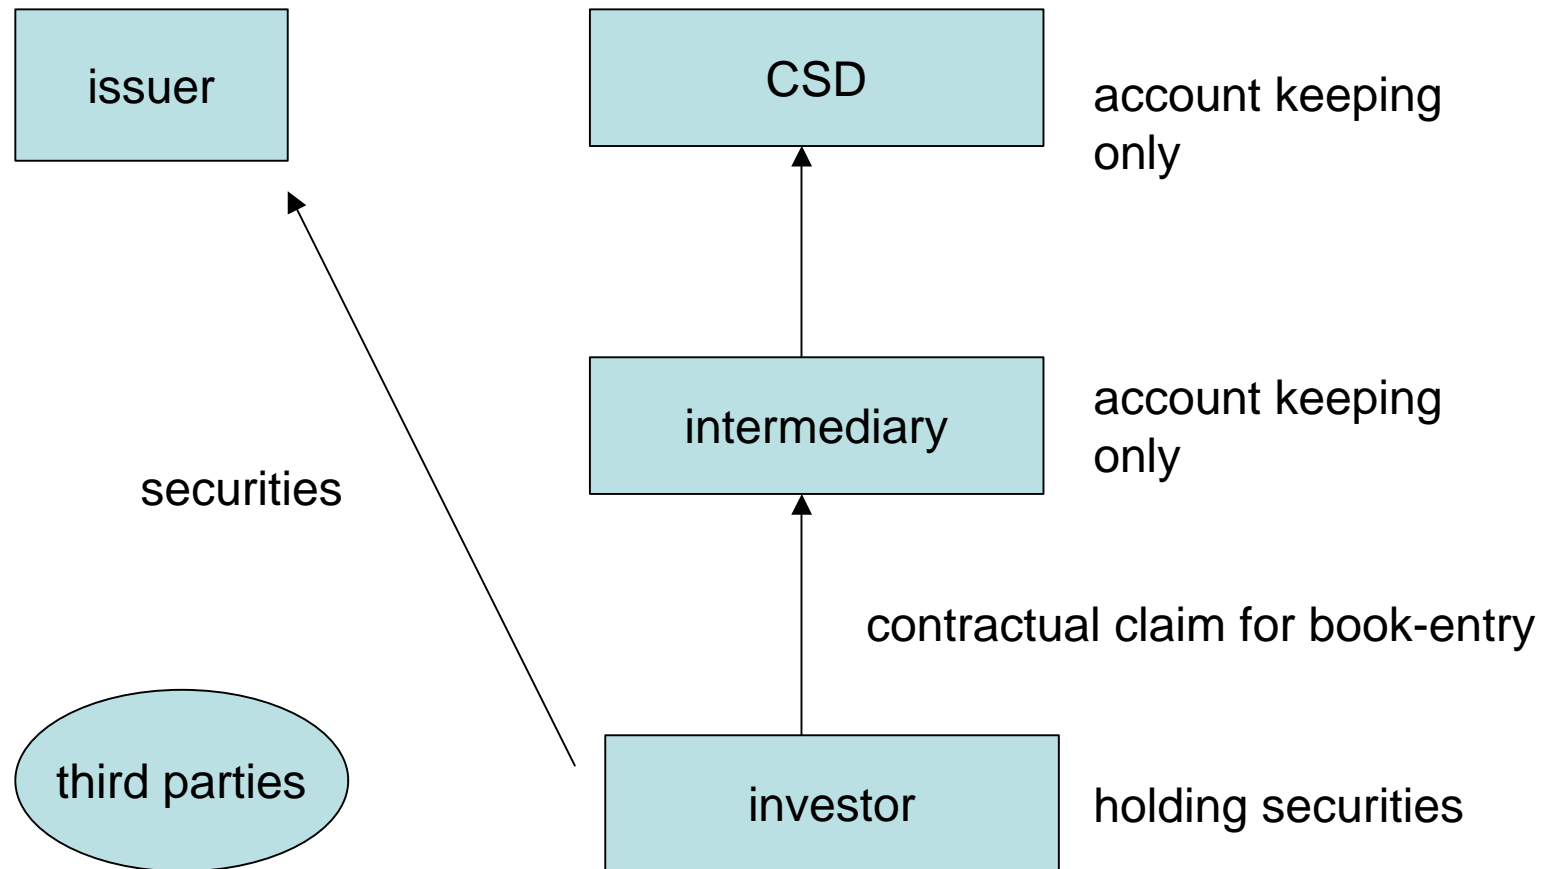 issuer
CSD
account keeping
only
intermediary
account keeping
only
securities
contractual claim for book-entry
third parties
investor
holding securities